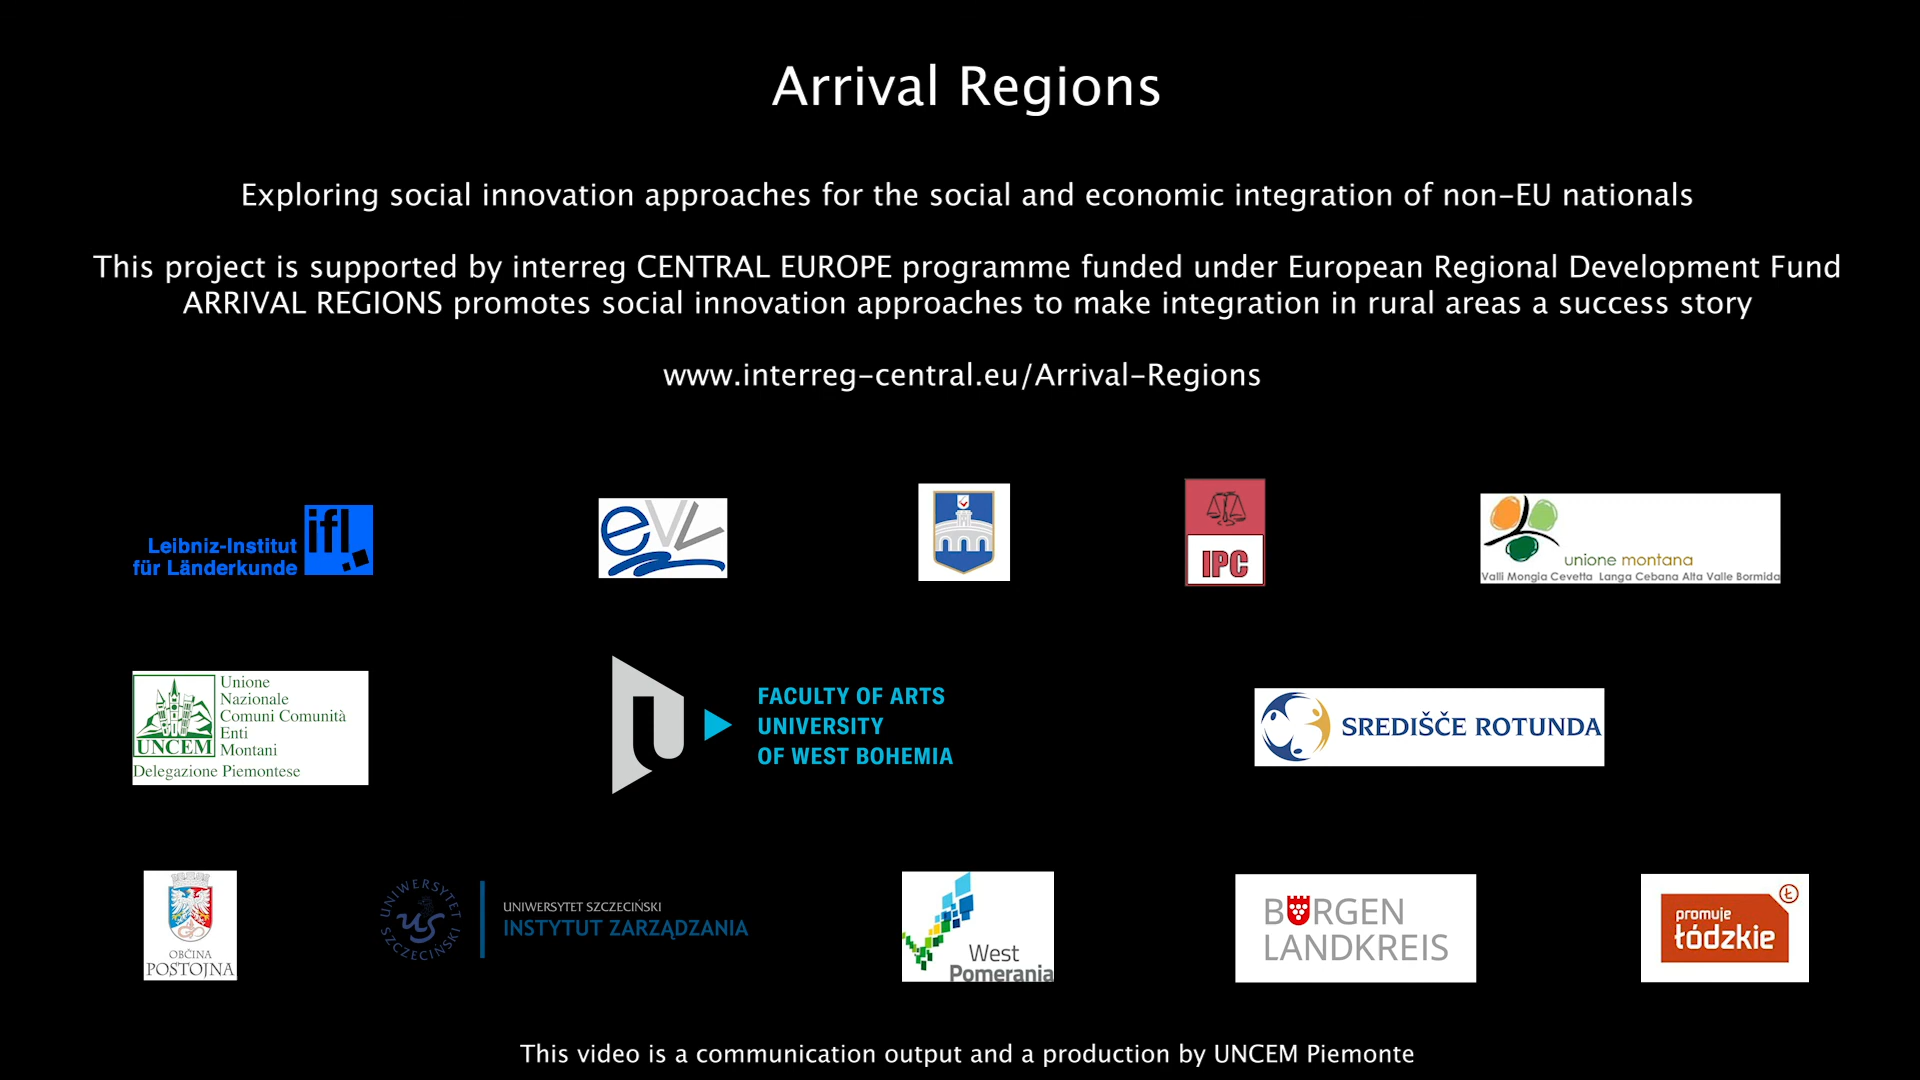 Arrival Regions
Exploring social innovation approaches for the social and economic integration of non-EU nationals
This project is supported by interreg CENTRAL EUROPE programme funded under European Regional Development Fund
ARRIVAL REGIONS promotes social innovation approaches to make integration in rural areas a success story
www.interreg-central.eu/Arrival-Regions
Leibniz-Institut
für Länderkunde
ifl
evv
IPC
unione montana
Valli Mongia Cevetta Langa Cebana Alta Valle Bormida
UNCEM
Unione
Nazionale
Comuni Comunità
Enti
Montani
Delegazione Piemontese
FACULTY OF ARTS
UNIVERSITY
OF WEST BOHEMIA
SREDIŠČE ROTUNDA
OBČINA
POSTOJNA
UNIWERSYTET SZCZECIŃSKI
US
UNIWERSYTET SZCZECIŃSKI
INSTYTUT ZARZĄDZANIA
West
Pomerania
BURGEN
LANDKREIS
promuje
łódzkie
Ł
This video is a communication output and a production by UNCEM Piemonte